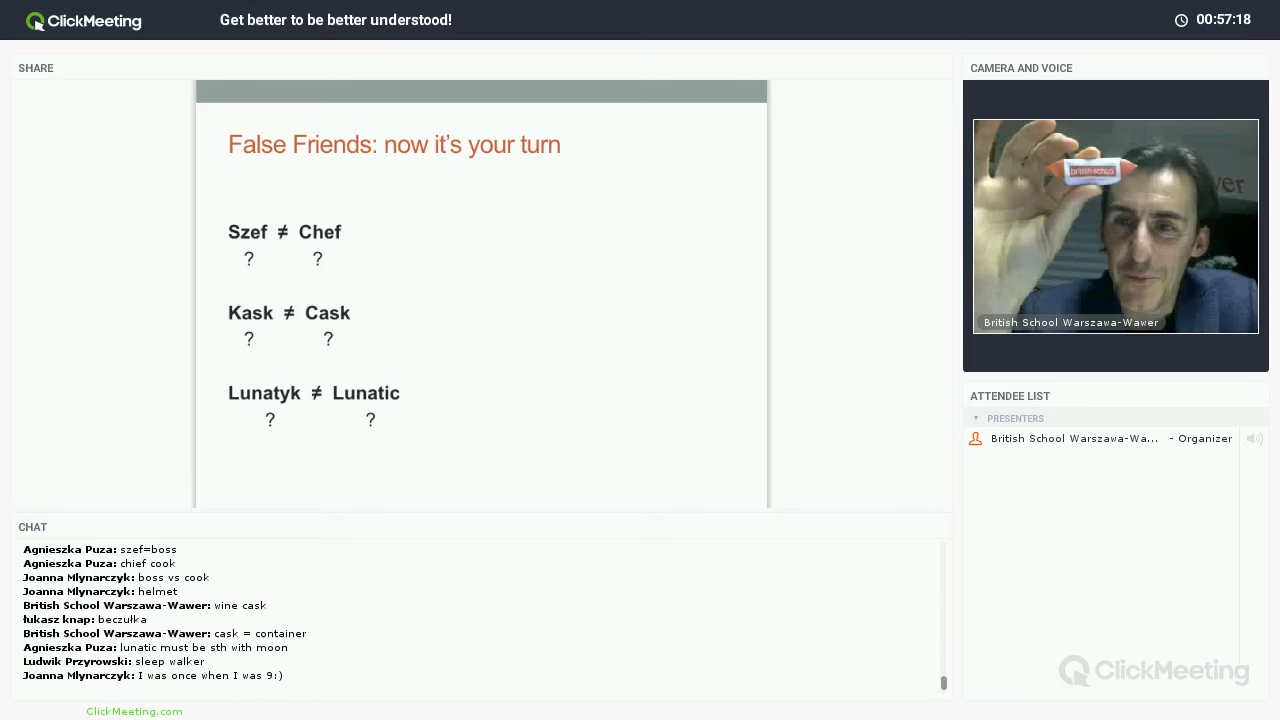 ClickMeeting
Get better to be better understood!
00:57:18
SHARE
CAMERA AND VOICE
False Friends: now it's your turn
Szef ≠ Chef
? ?
Kask ≠ Cask
? ?
Lunatyk ≠ Lunatic
? ?
british school
wer
British School Warszawa-Wawer
ATTENDEE LIST
PRESENTERS
British School Warszawa-Wa... - Organizer
CHAT
Agnieszka Puza: szef=boss
Agnieszka Puza: chief cook
Joanna Mlynarczyk: boss vs cook
Joanna Mlynarczyk: helmet
British School Warszawa-Wawer: wine cask
łukasz knap: beczułka
British School Warszawa-Wawer: cask = container
Agnieszka Puza: lunatic must be sth with moon
Ludwik Przyrowski: sleep walker
Joanna Mlynarczyk: I was once when I was 9:)
ClickMeeting
ClickMeeting.com